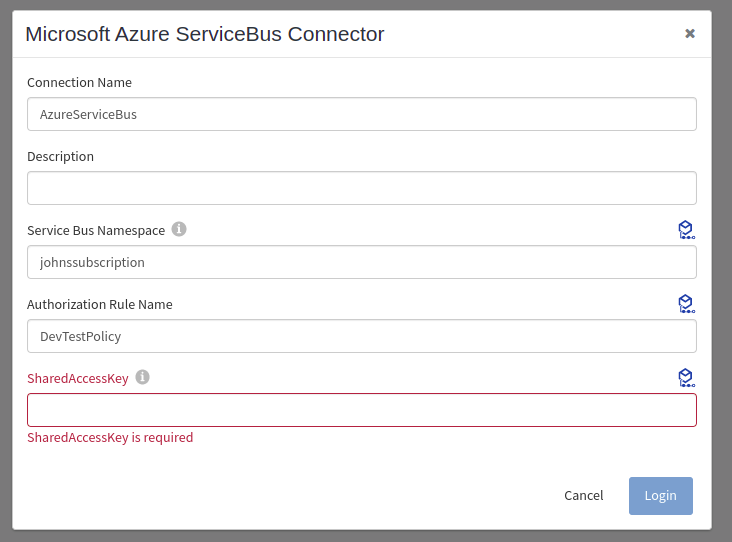 Microsoft Azure ServiceBus Connector
Connection Name
AzureServiceBus
Description
Service Bus Namespace
johnssubscription
Authorization Rule Name
DevTestPolicy
SharedAccessKey
SharedAccessKey is required
Cancel
Login